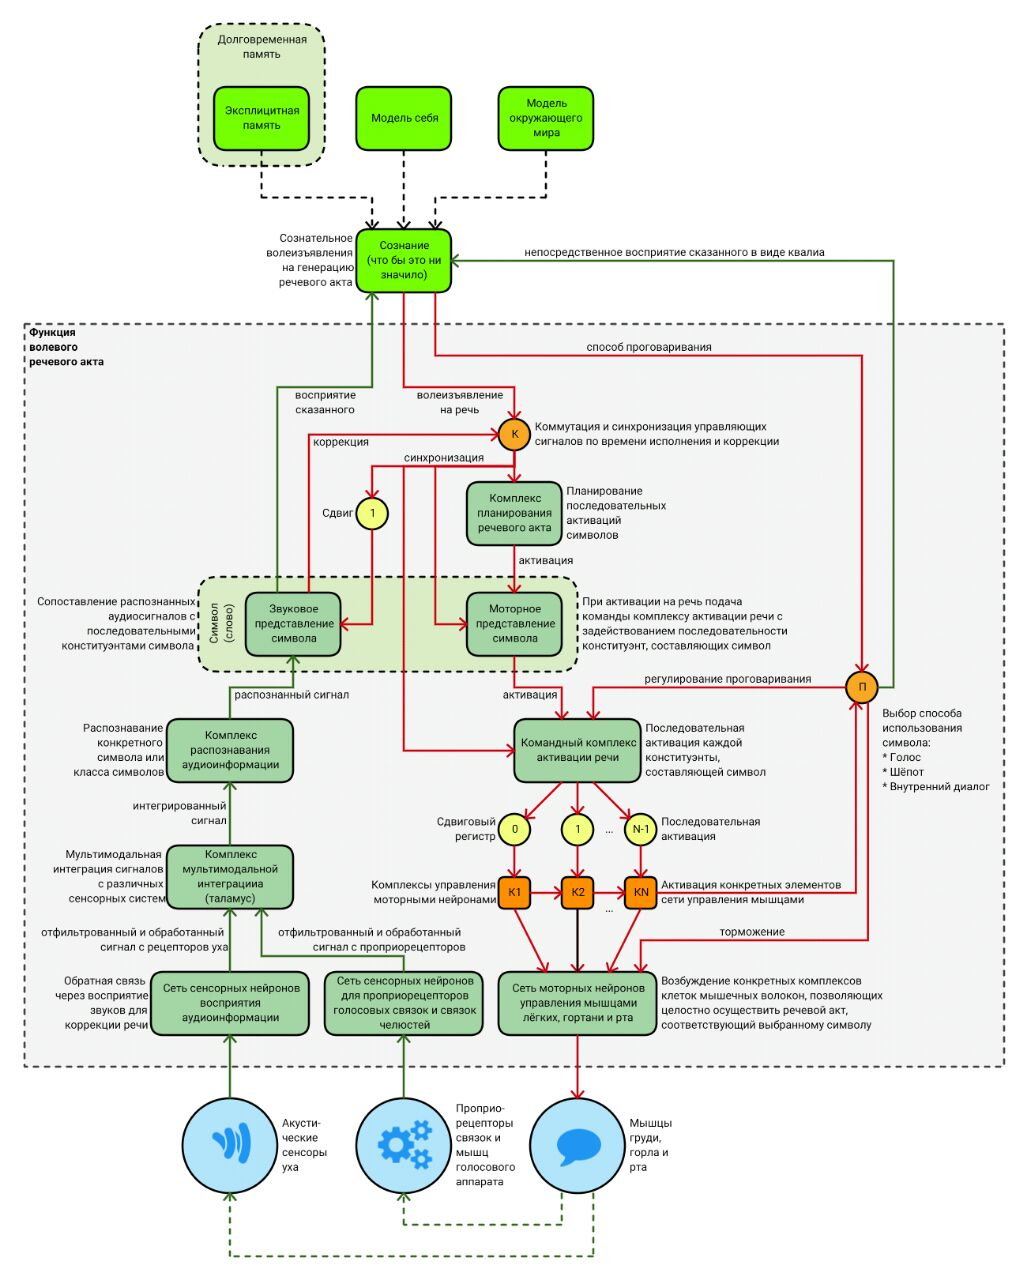 Долговременная
память
Эксплицитная
память
Модель себя
Модель
окружающего
мира
Сознательное
волеизъявления
на генерацию
речевого акта
Сознание
(что бы это ни
значило)
непосредственное восприятие сказанного в виде квалиа
Функция
волевого
речевого акта
способ проговаривания
восприятие
сказанного
волеизъявление
на речь
К
Коммутация и синхронизация управляющих
сигналов по времени исполнения и коррекции
коррекция
синхронизация
Сдвиг
1
Комплекс
планирования
речевого акта
Планирование
последовательных
активаций
символов
активация
Сопоставление распознанных
аудиосигналов с
последовательными
конституэнтами символа
Символ
(слово)
Звуковое
представление
символа
Моторное
представление
символа
При активации на речь подача
команды комплексу активации речи с
задействованием последовательности
конституэнт, составляющих символ
распознанный сигнал
активация
регулирование проговаривания
П
Выбор способа
использования
символа:
* Голос
* Шёпот
* Внутренний диалог
Распознавание
конкретного
символа или
класса символов
Комплекс
распознавания
аудиоинформации
Командный комплекс
активации речи
Последовательная
активация каждой
конституэнты,
составляющей символ
интегрированный
сигнал
Сдвиговый
регистр
0
1
...
N-1
Последовательная
активация
Мультимодальная
интеграция сигналов
с различных
сенсорных систем
Комплекс
мультимодальной
интеграцииа
(таламус)
Комплексы управления
моторными нейронами
К1
К2
...
КN
Активация конкретных элементов
сети управления мышцами
отфильтрованный и обработанный
сигнал с рецепторов уха
отфильтрованный и обработанный
сигнал с проприорецепторов
торможение
Обратная связь
через восприятие
звуков для
коррекции речи
Сеть сенсорных нейронов
восприятия
аудиоинформации
Сеть сенсорных нейронов
для проприорецепторов
голосовых связок и связок
челюстей
Сеть моторных нейронов
управления мышцами
лёгких, гортани и рта
Возбуждение конкретных комплексов
клеток мышечных волокон, позволяющих
целостно осуществить речевой акт,
соответствующий выбранному символу
Акусти-
ческие
сенсоры
уха
Проприо-
рецепторы
связок и
мышц
голосового
аппарата
Мышцы
груди,
горла и
рта